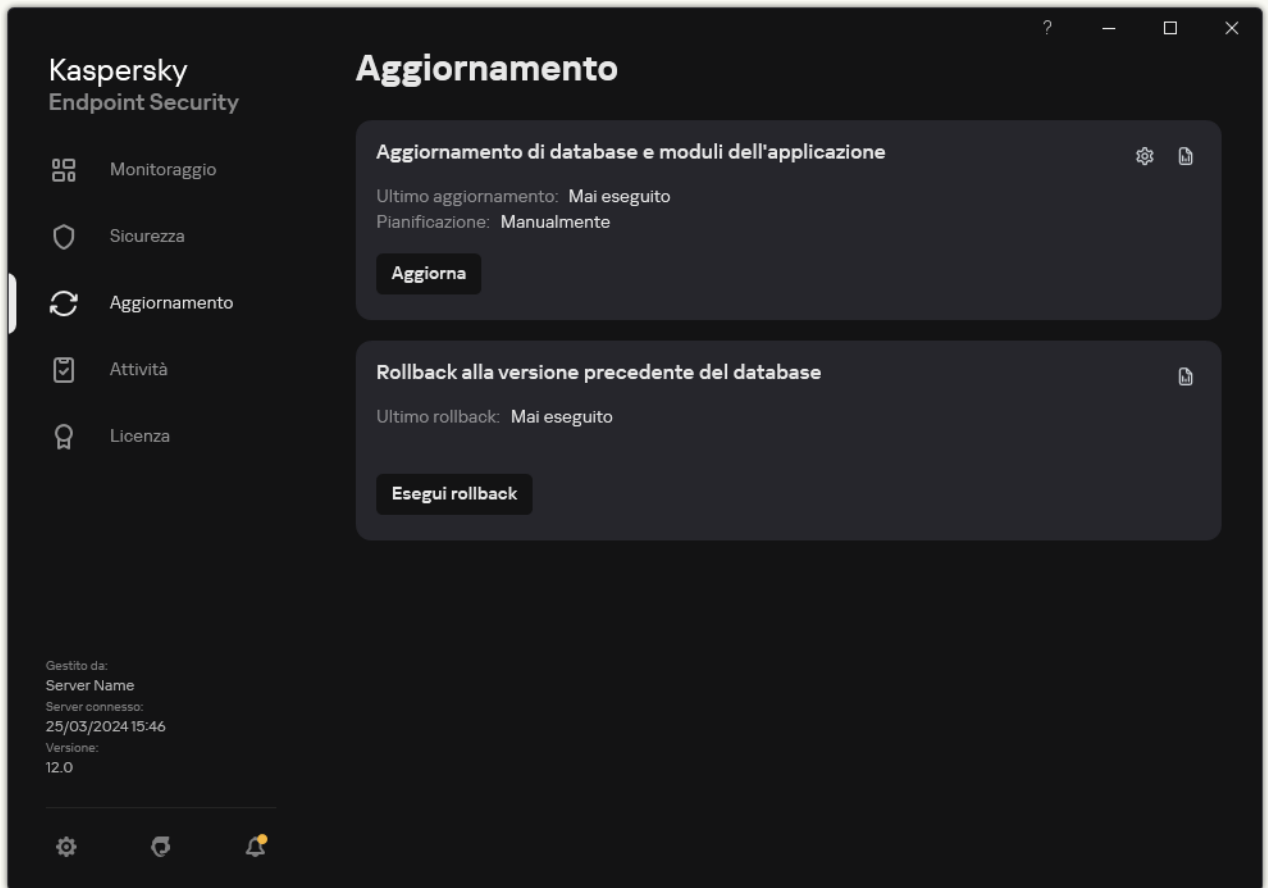 Kaspersky
Endpoint Security
Monitoraggio
Sicurezza
Aggiornamento
Attività
Licenza
Gestito da:
Server Name
Server connesso:
25/03/2024 15:46
Versione:
12.0
?
Aggiornamento
Aggiornamento di database e moduli dell'applicazione
Ultimo aggiornamento: Mai eseguito
Pianificazione: Manualmente
Aggiorna
Rollback alla versione precedente del database
Ultimo rollback: Mai eseguito
Esegui rollback